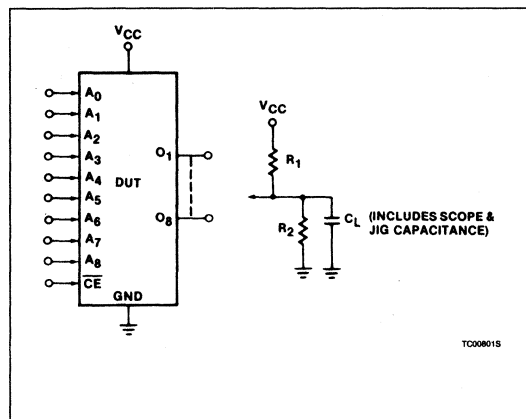 VCC
A0
A1
A2
A3
A4
A5
A6
A7
A8
CE
DUT
O1
O8
GND
VCC
R1
R2
CL (INCLUDES SCOPE &
JIG CAPACITANCE)
TC00801S